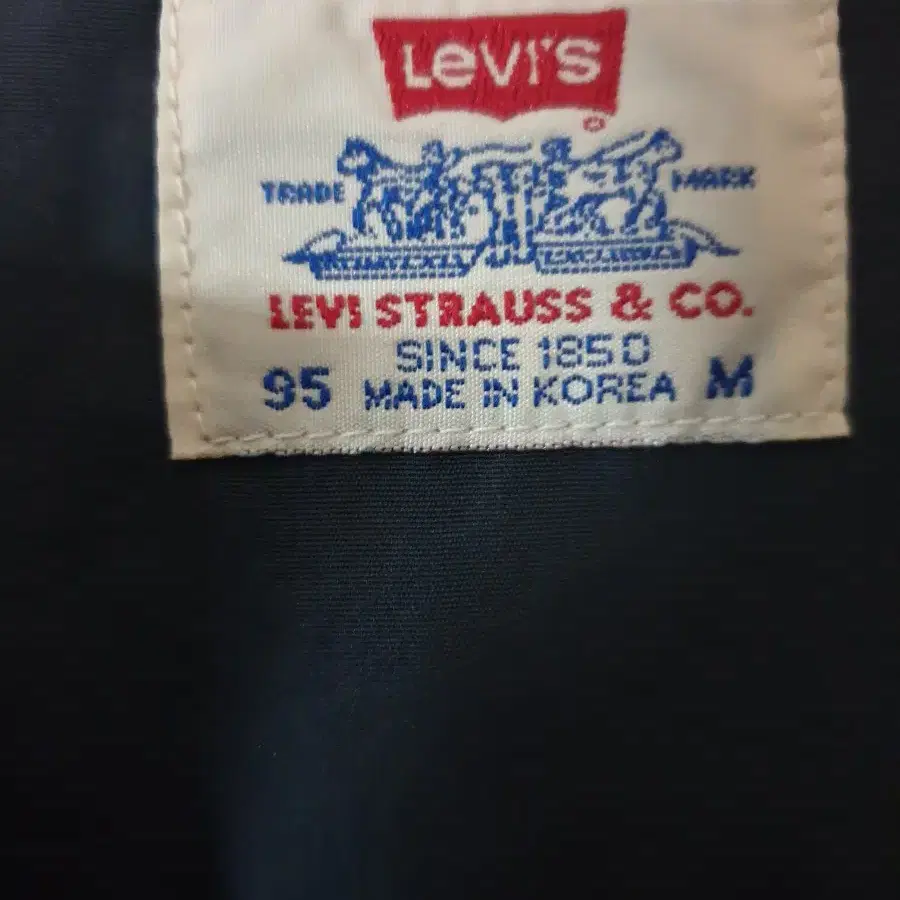 Levi's
TRADE MARK
LEVI STRAUSS & CO.
SINCE 1850
95 MADE IN KOREA M